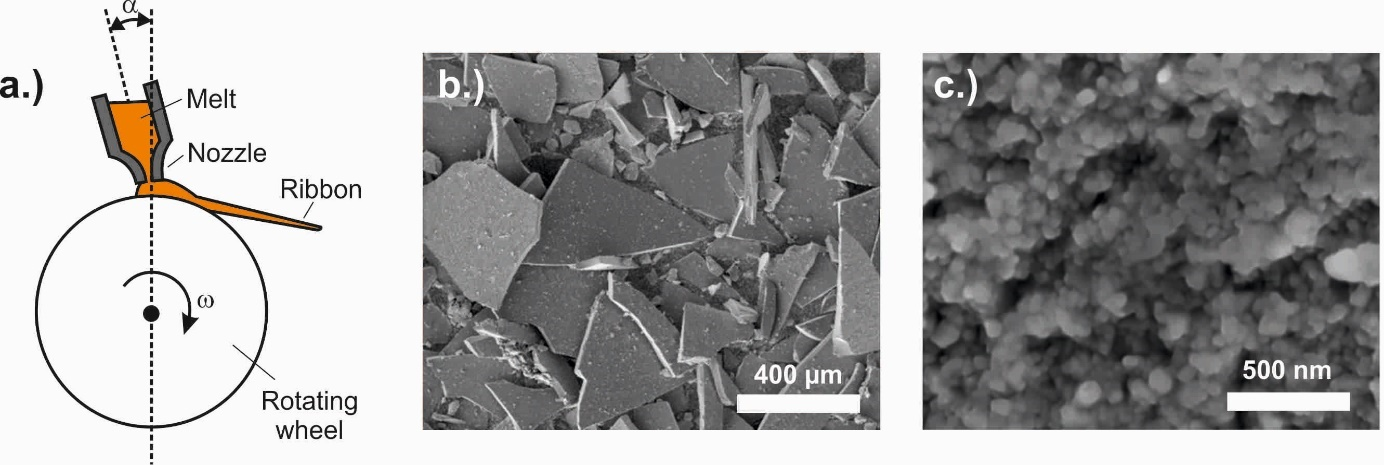 α
a.)
Melt
Nozzle
Ribbon
ω
Rotating
wheel
b.)
400 µm
c.)
500 nm